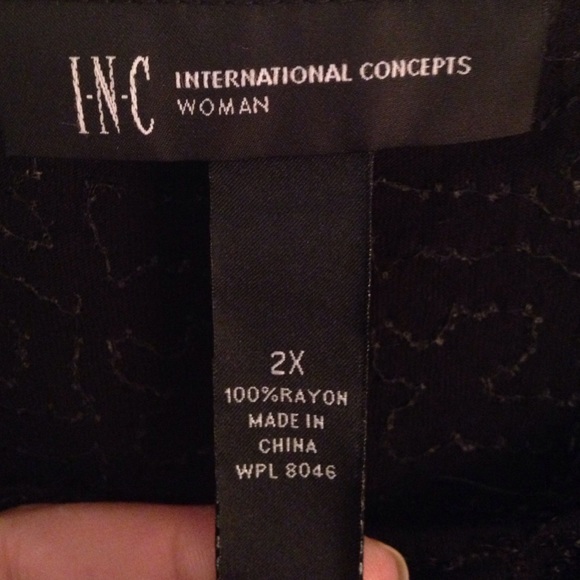 I-N-C INTERNATIONAL CONCEPTS
WOMAN
2X
100%RAYON
MADE IN
CHINA
WPL 8046